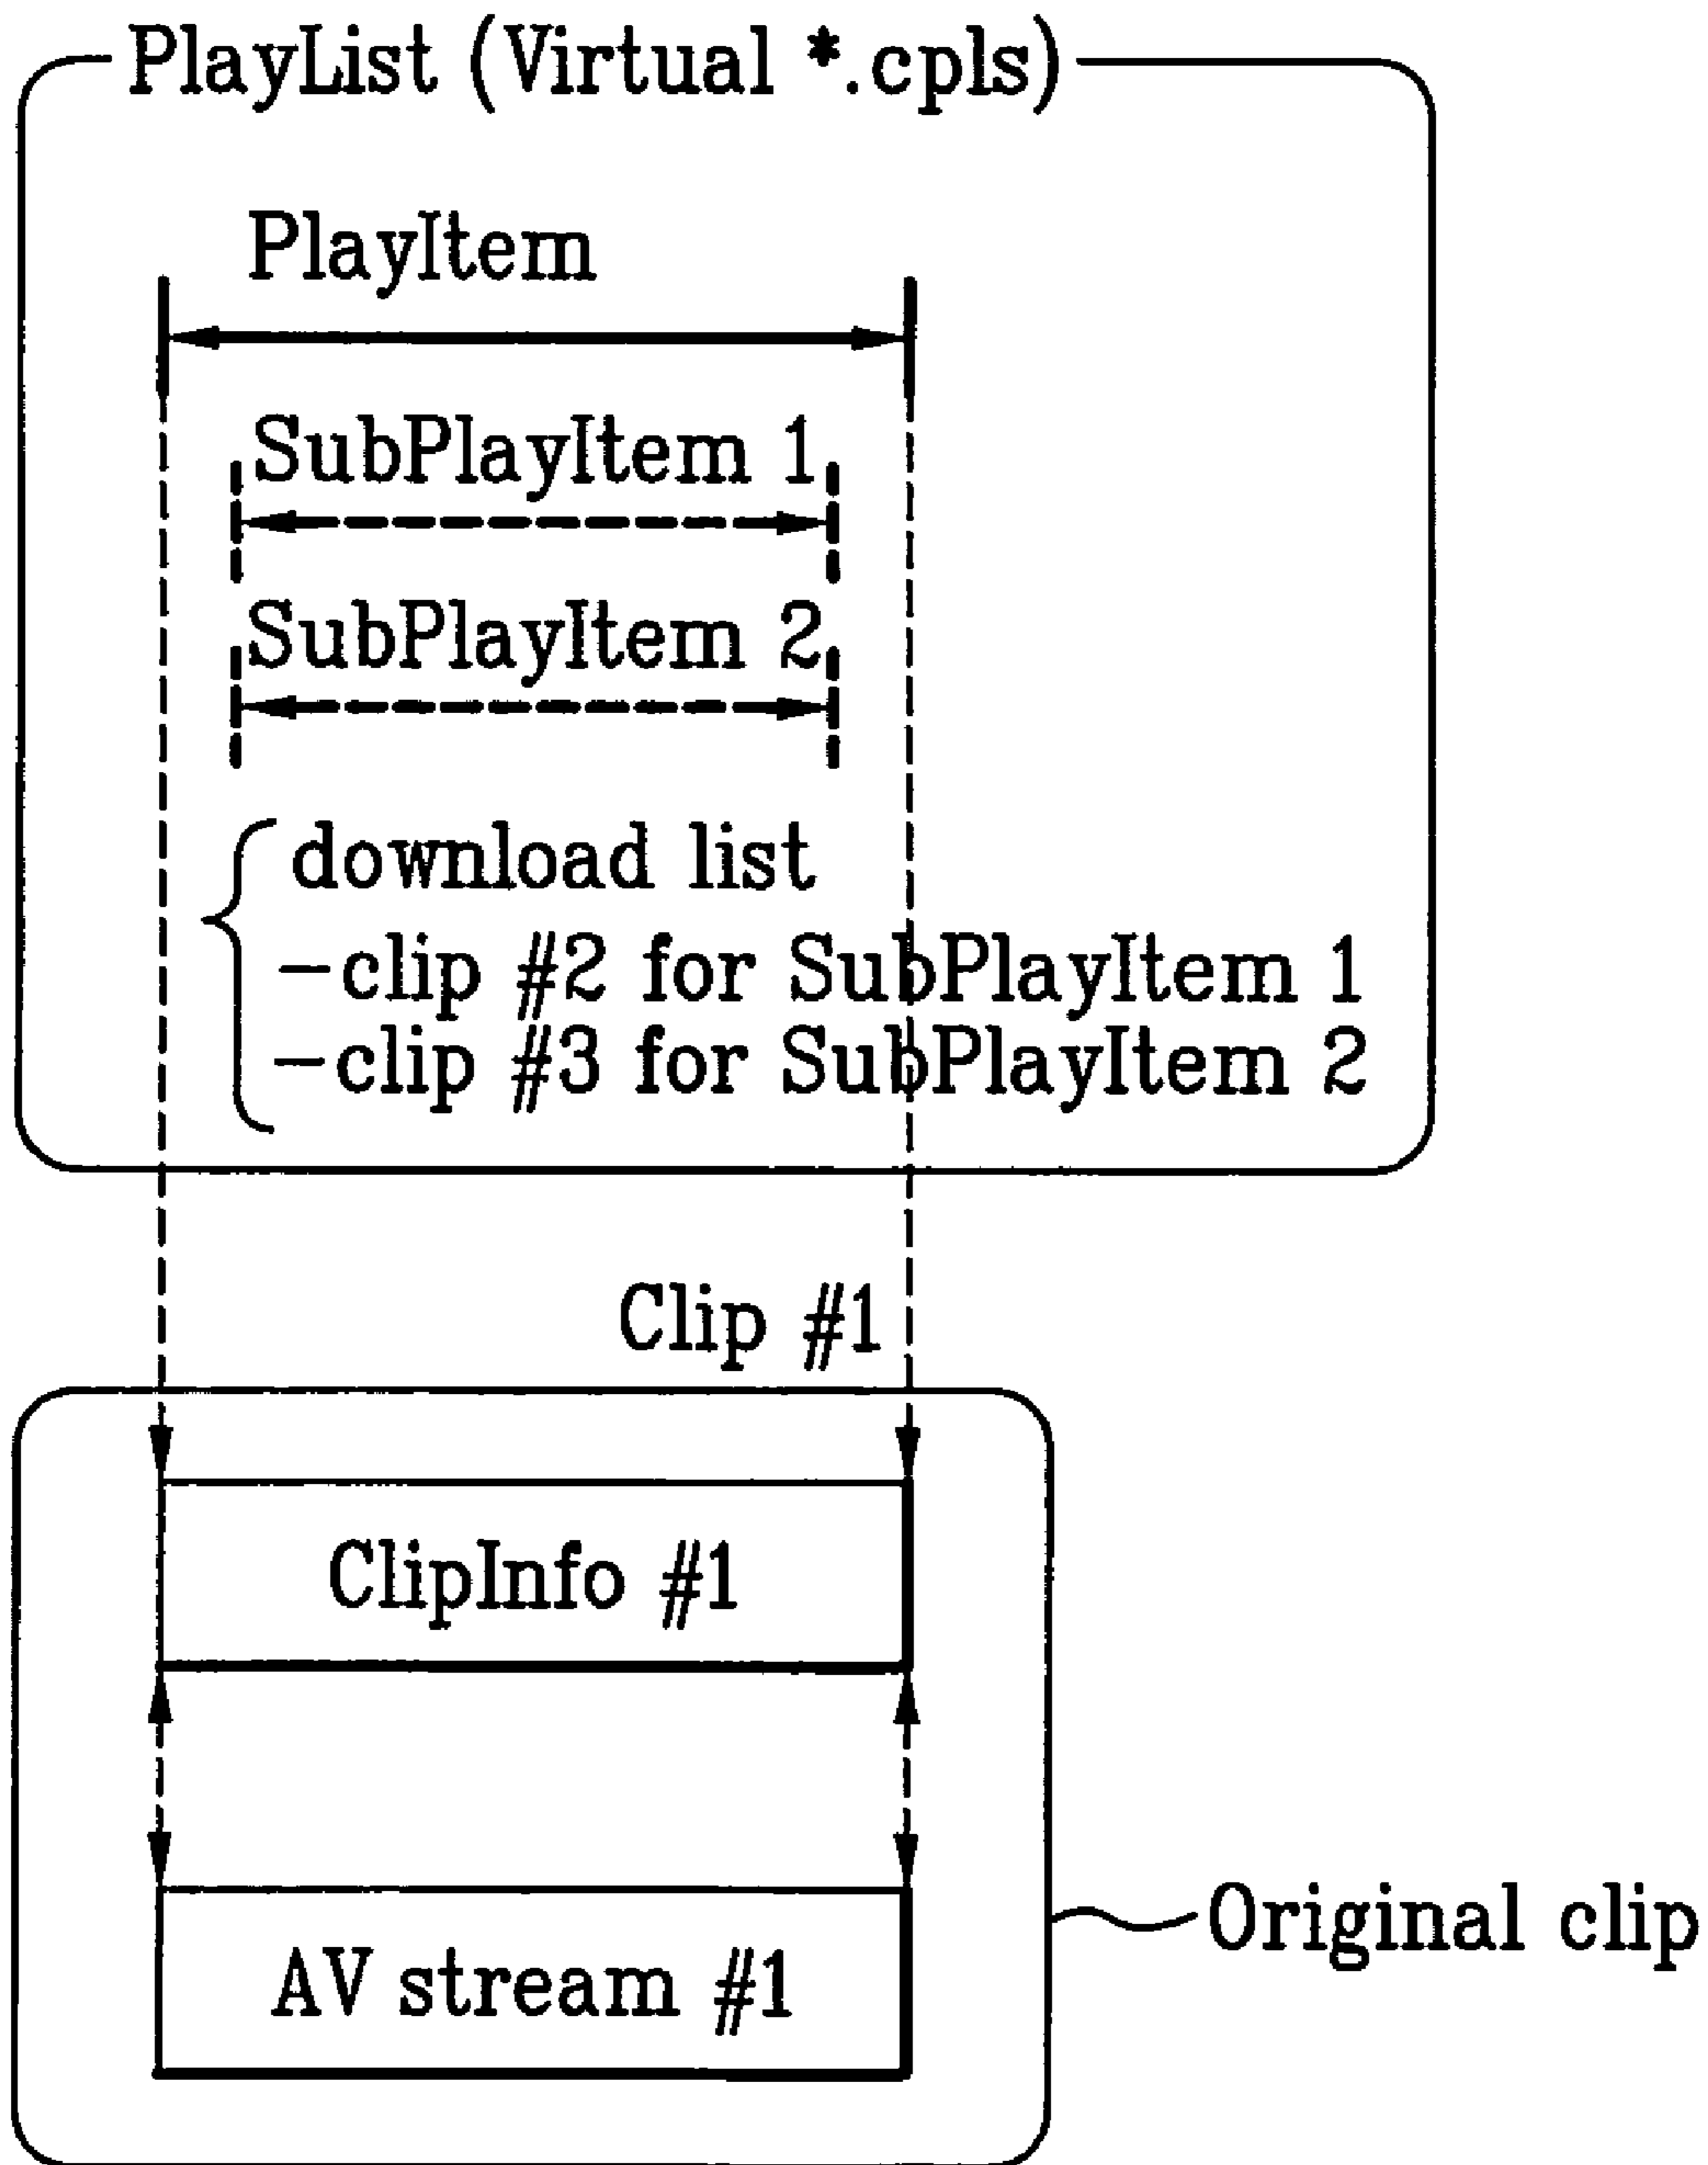 PlayList (Virtual *.cpls)
PlayItem
SubPlayItem 1
SubPlayItem 2
download list
-clip #2 for SubPlayItem 1
-clip #3 for SubPlayItem 2
Clip #1
ClipInfo #1
AV stream #1
Original clip